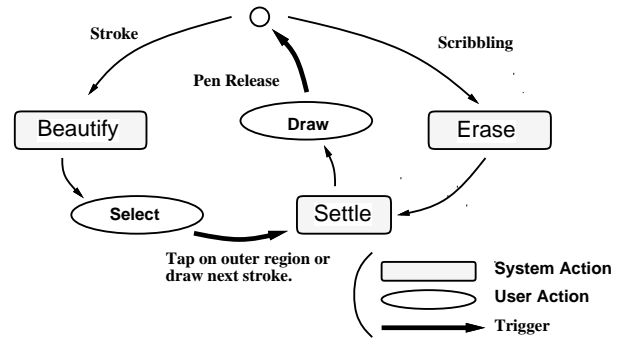 Stroke
Scribbling
Pen Release
Beautify
Draw
Erase
Select
Settle
Tap on outer region or
draw next stroke.
System Action
User Action
Trigger